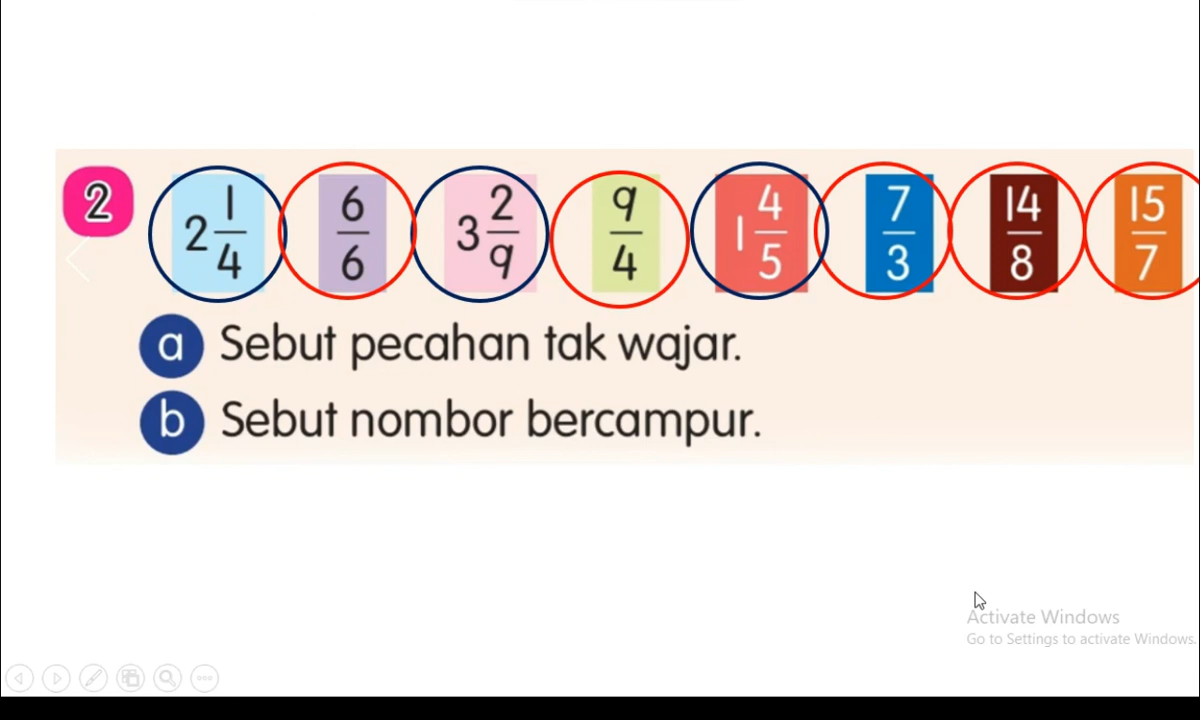 2 2 1/4 6/6 3 2/9 9/4 1 4/5 7/3 14/8 15/7
a Sebut pecahan tak wajar.
b Sebut nombor bercampur.
Activate Windows
Go to Settings to activate Windows.